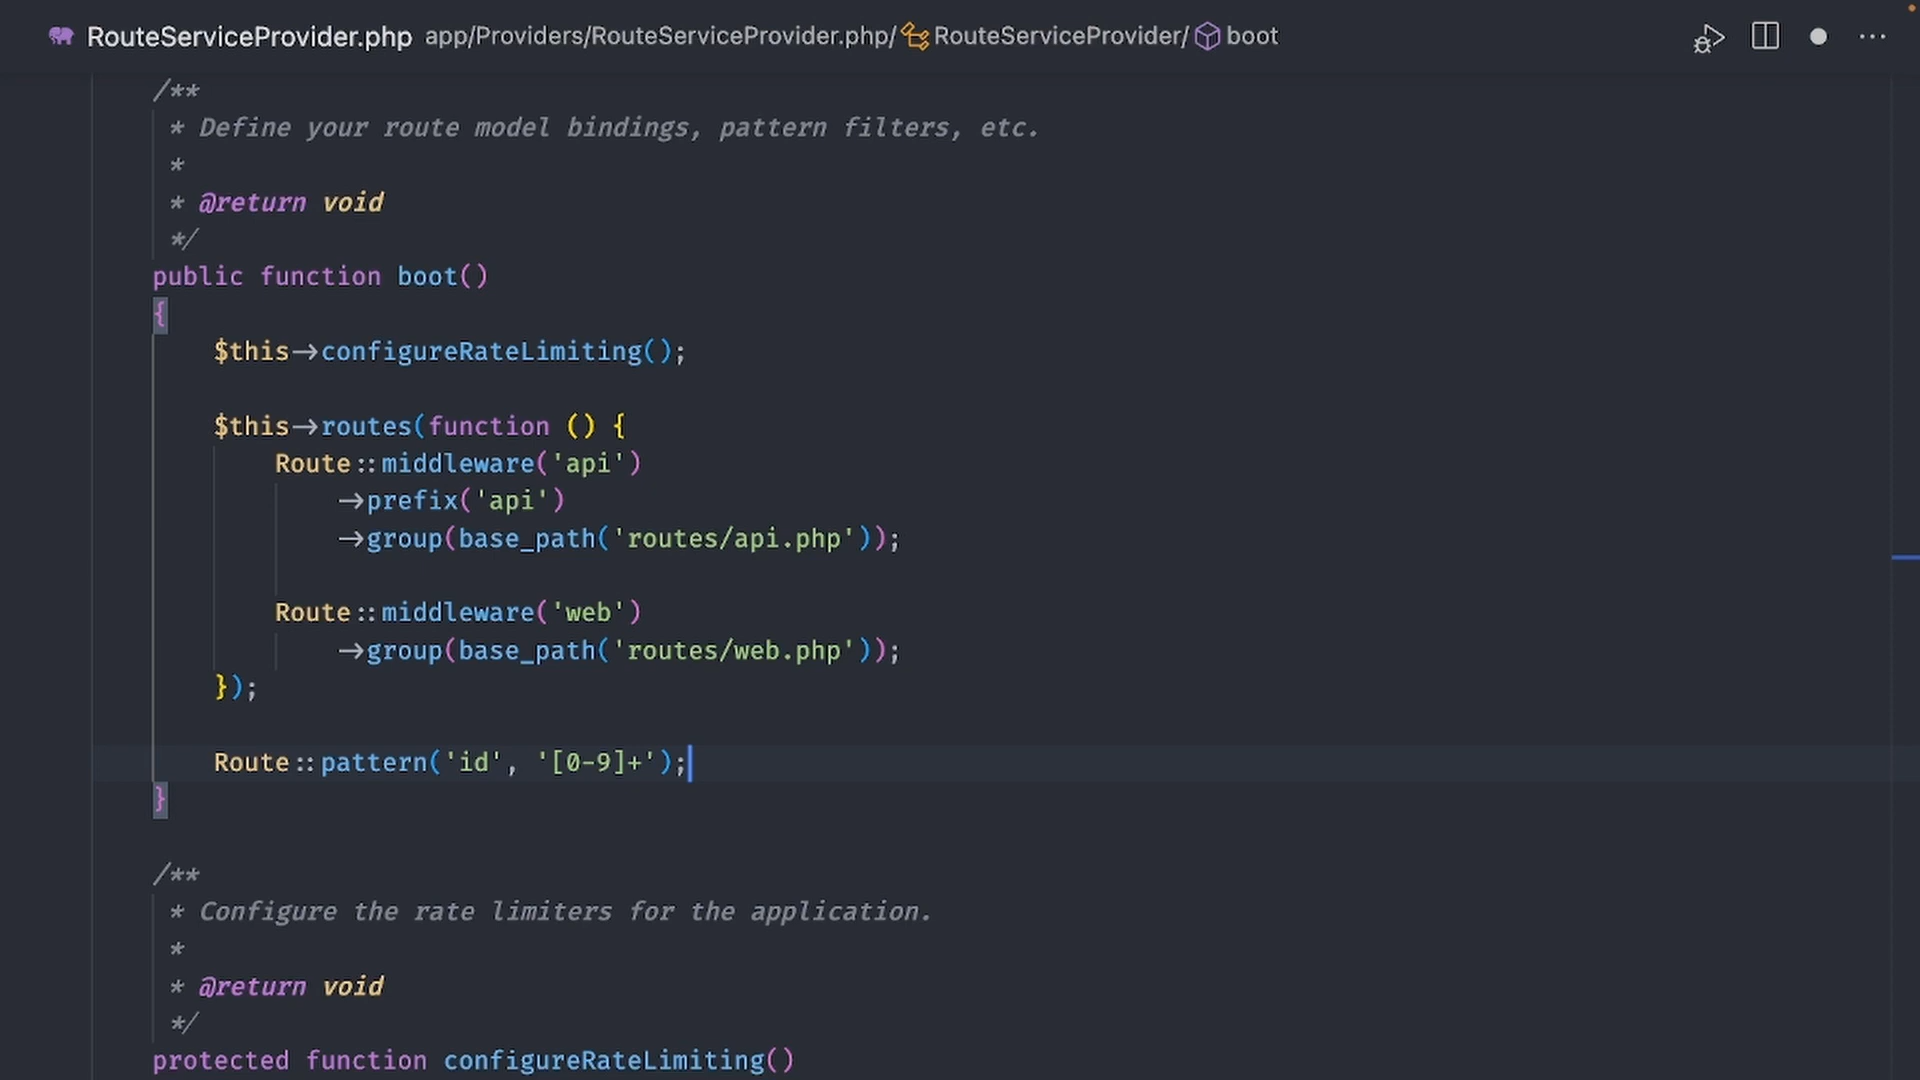 RouteServiceProvider.php app/Providers/RouteServiceProvider.php/RouteServiceProvider/boot
/**
* Define your route model bindings, pattern filters, etc.
*
* @return void
*/
public function boot()
{
$this->configureRateLimiting();
$this->routes(function () {
Route::middleware('api')
->prefix('api')
->group(base_path('routes/api.php'));
Route::middleware('web')
->group(base_path('routes/web.php'));
});
Route::pattern('id', '[0-9]+');
}
/**
* Configure the rate limiters for the application.
*
* @return void
*/
protected function configureRateLimiting()